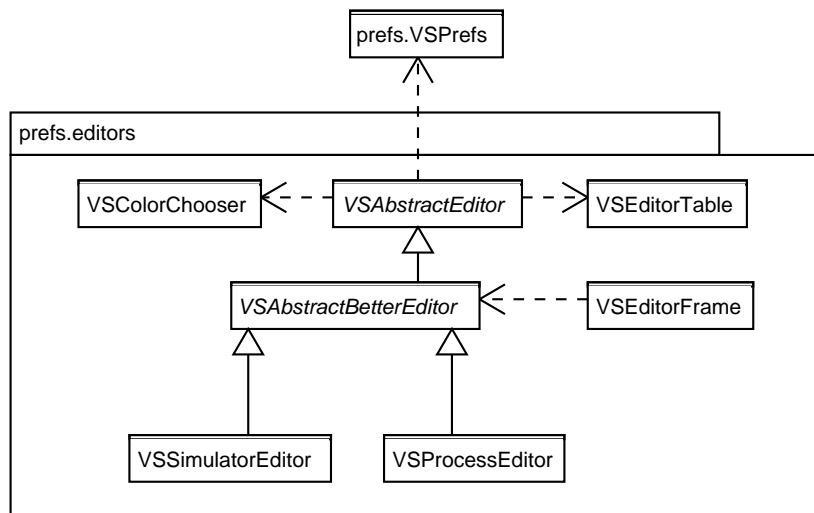 prefs.VSPrefs
prefs.editors
VSColorChooser
VSAbstractEditor
VSEditorTable
VSAbstractBetterEditor
VSEditorFrame
VSSimulatorEditor
VSProcessEditor